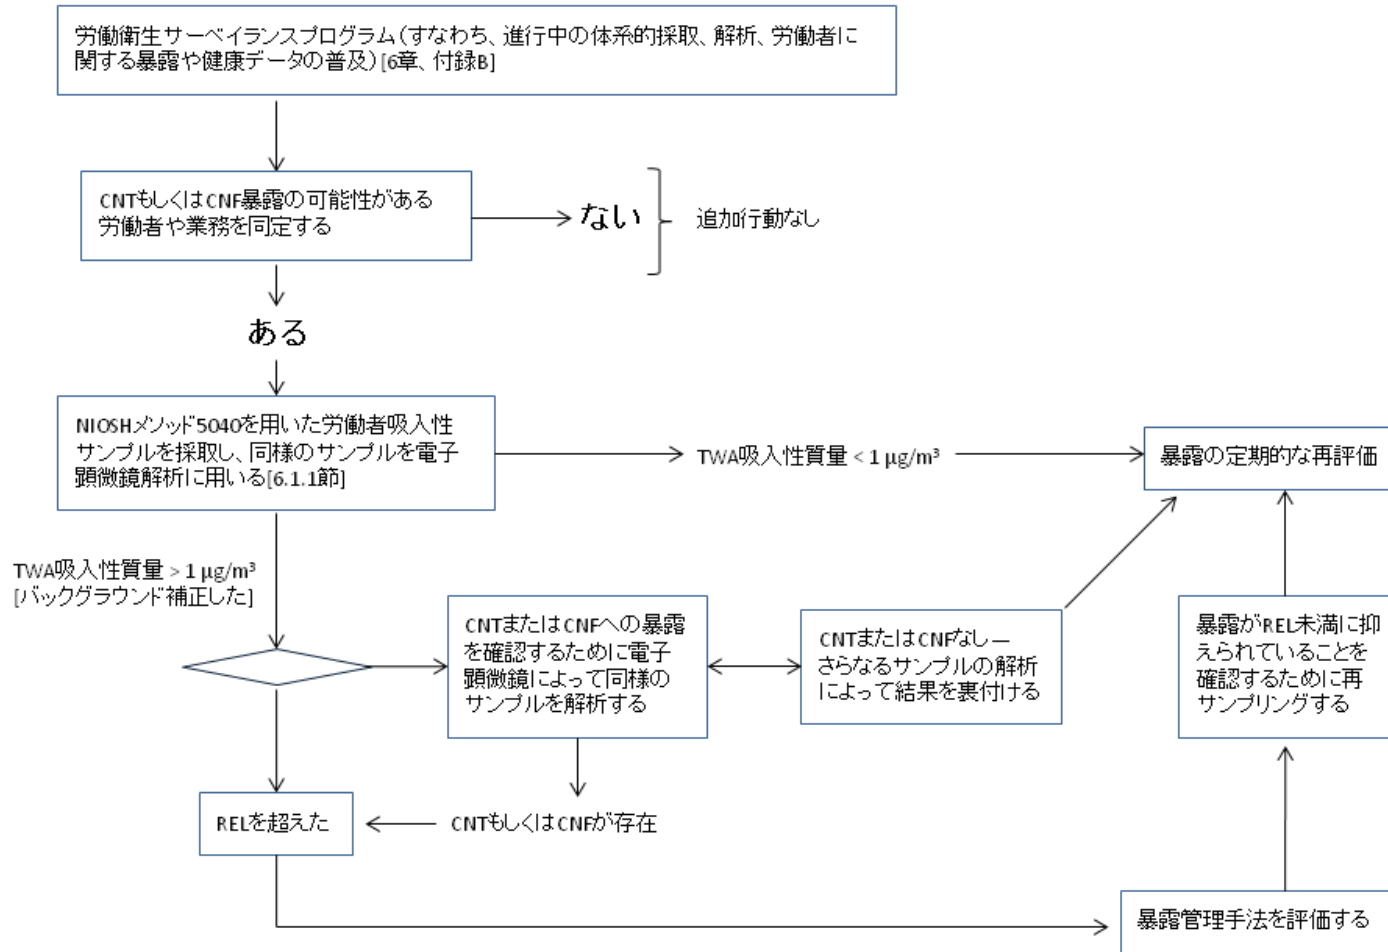 労働衛生サーベイランスプログラム(すなわち、進行中の体系的採取、解析、労働者に
関する暴露や健康データの普及)[6章、付録B]
CNTもしくはCNF暴露の可能性がある
労働者や業務を同定する
ない
追加行動なし
ある
NIOSHメソッド5040を用いた労働者吸入性
サンプルを採取し、同様のサンプルを電子
顕微鏡解析に用いる[6.1.1節]
TWA吸入性質量 < 1 μg/m³
暴露の定期的な再評価
TWA吸入性質量 > 1 μg/m³
[バックグラウンド補正した]
CNTまたはCNFへの暴露
を確認するために電子
顕微鏡によって同様の
サンプルを解析する
CNTまたはCNFなし―
さらなるサンプルの解析
によって結果を裏付ける
暴露がREL未満に抑
えられていることを
確認するために再
サンプリングする
RELを超えた
CNTもしくはCNFが存在
暴露管理手法を評価する